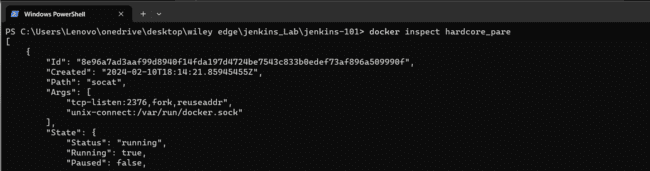 Windows PowerShell
PS C:\Users\Lenovo\onedrive\desktop\wiley edge\jenkins_Lab\jenkins-101> docker inspect hardcore_pare
[
    {
        "Id": "8e96a7ad3aaf99d8940f14fda197d4724be7543c833b0edef73af896a509990f",
        "Created": "2024-02-10T18:14:21.85945455Z",
        "Path": "socat",
        "Args": [
            "tcp-listen:2376,fork,reuseaddr",
            "unix-connect:/var/run/docker.sock"
        ],
        "State": {
            "Status": "running",
            "Running": true,
            "Paused": false,